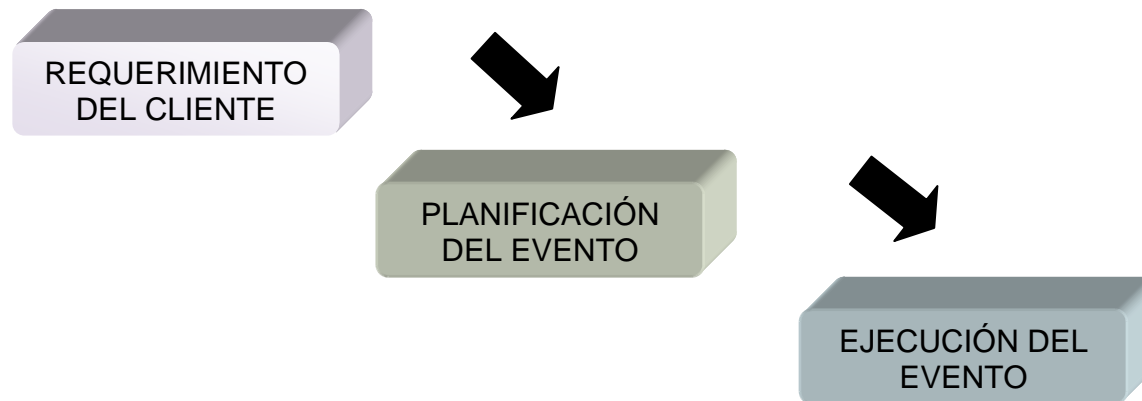 REQUERIMIENTO
DEL CLIENTE
PLANIFICACIÓN
DEL EVENTO
EJECUCIÓN DEL
EVENTO